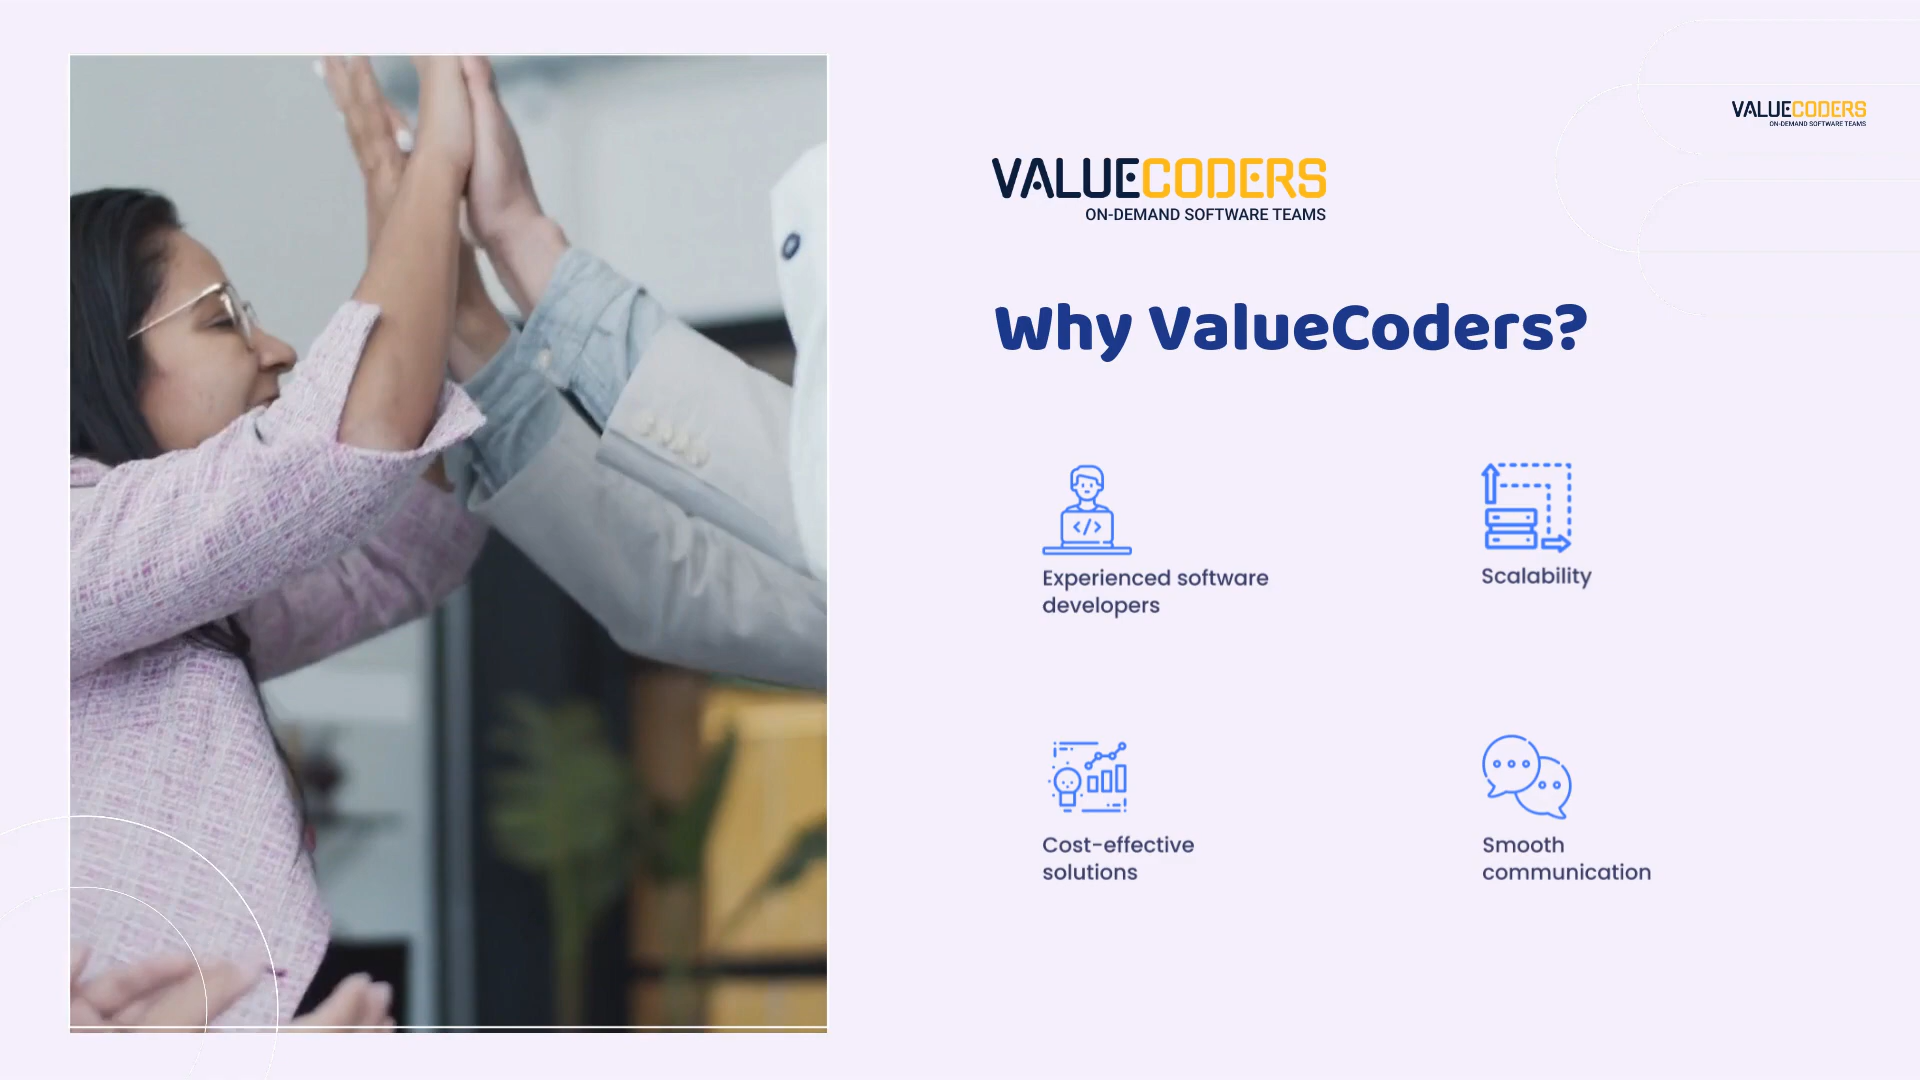 VALUECODERS
ON-DEMAND SOFTWARE TEAMS
VALUECODERS
ON-DEMAND SOFTWARE TEAMS
Why ValueCoders?
</>
Experienced software
developers
Scalability
Cost-effective
solutions
Smooth
communication